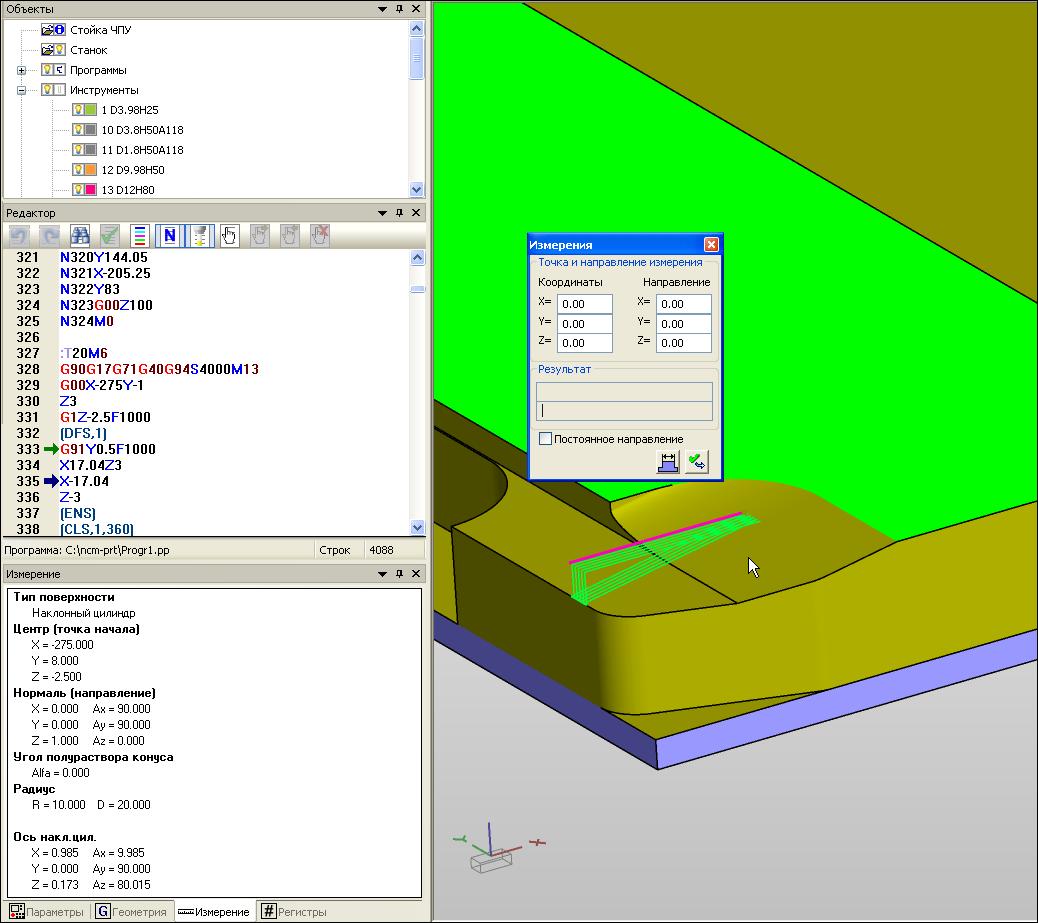 Объекты
Стойка ЧПУ
Станок
Программы
Инструменты
1 D3.98H25
10 D3.8H50A118
11 D1.8H50A118
12 D9.98H50
13 D12H80
Редактор
N
321 N320Y144.05
322 N321X-205.25
323 N322Y83
324 N323G00Z100
325 N324M0
326
327 :T20M6
328 G90G17G71G40G94S4000M13
329 G00X-275Y-1
330 Z3
331 G1Z-2.5F1000
332 (DFS,1)
333 G91Y0.5F1000
334 X17.04Z3
335 X-17.04
336 Z-3
337 (ENS)
338 (CLS,1,360)
Программа: C:\ncm-prt\Progr1.pp Строк 4088
Измерение
Тип поверхности
Наклонный цилиндр
Центр (точка начала)
X = -275.000
Y = 8.000
Z = -2.500
Нормаль (направление)
X = 0.000 Ax = 90.000
Y = 0.000 Ay = 90.000
Z = 1.000 Az = 0.000
Угол полураствора конуса
Alfa = 0.000
Радиус
R = 10.000 D = 20.000
Ось накл.цил.
X = 0.985 Ax = 9.985
Y = 0.000 Ay = 90.000
Z = 0.173 Az = 80.015
Параметры G Геометрия Измерение # Регистры
Измерения
Точка и направление измерения
Координаты Направление
X= 0.00 X= 0.00
Y= 0.00 Y= 0.00
Z= 0.00 Z= 0.00
Результат
Постоянное направление
Y X